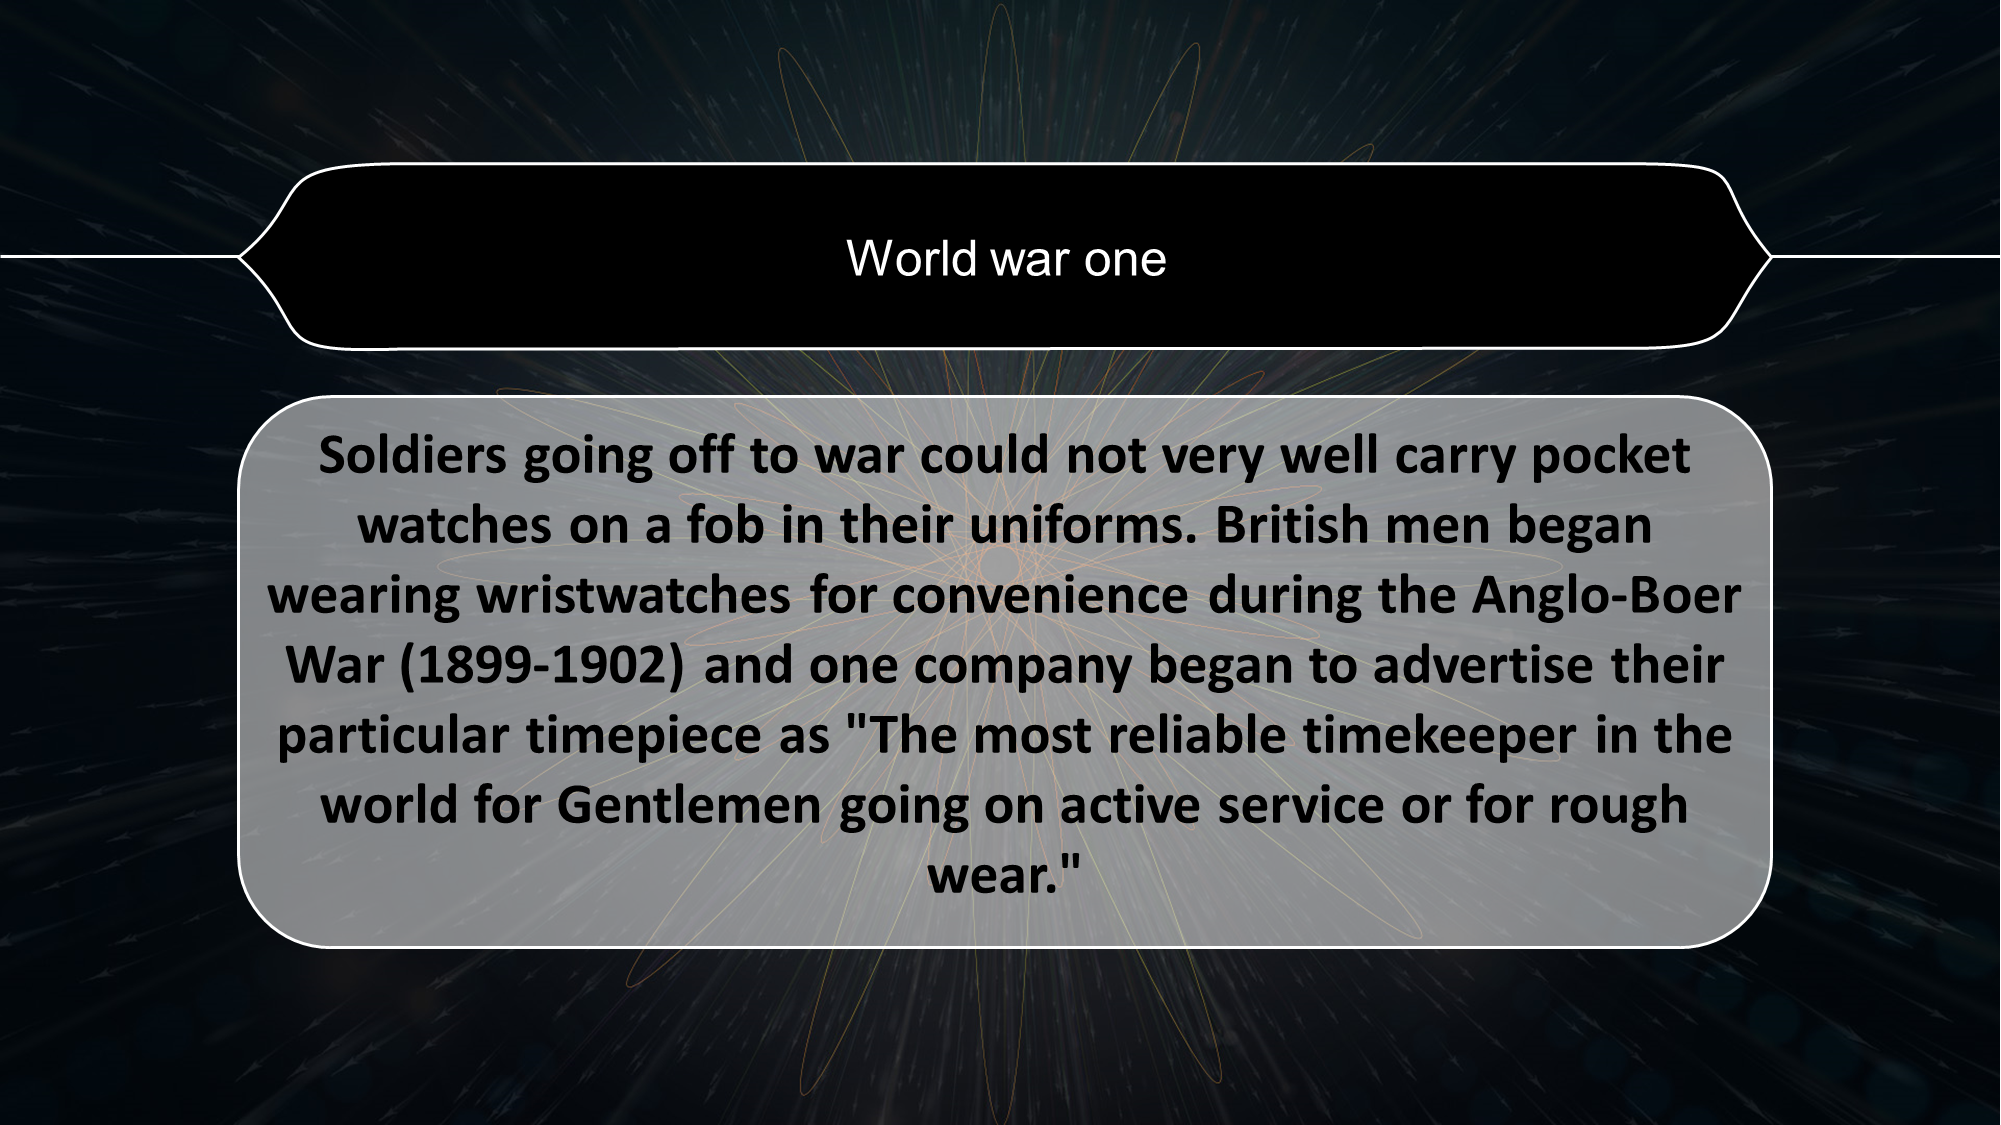 World war one
Soldiers going off to war could not very well carry pocket
watches on a fob in their uniforms. British men began
wearing wristwatches for convenience during the Anglo-Boer
War (1899-1902) and one company began to advertise their
particular timepiece as "The most reliable timekeeper in the
world for Gentlemen going on active service or for rough
wear."